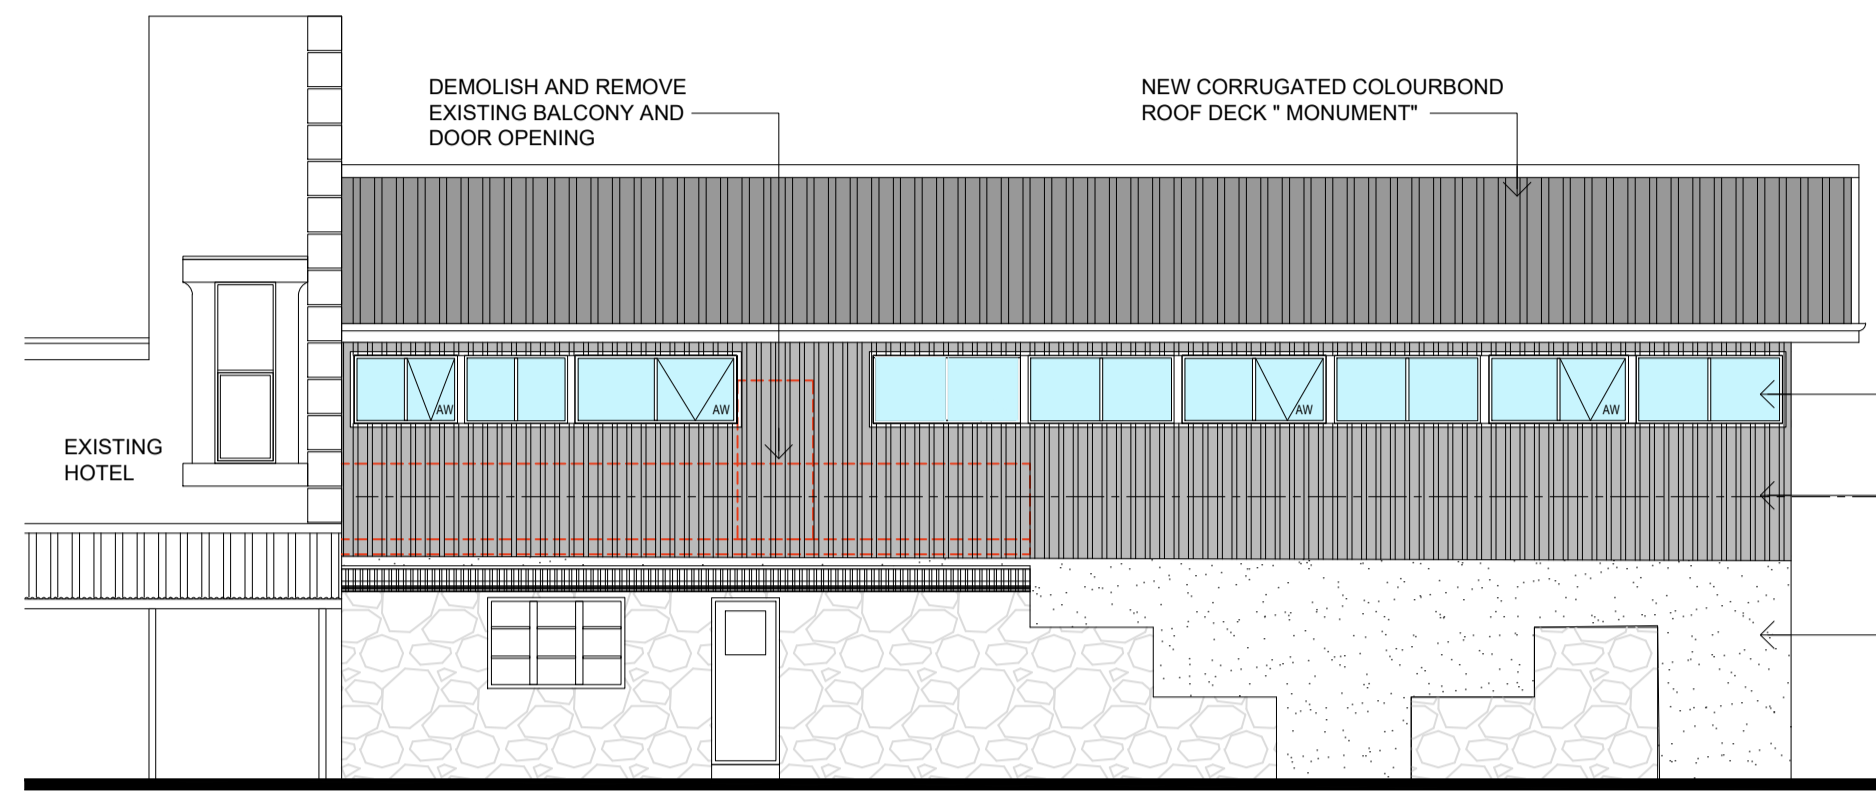 DEMOLISH AND REMOVE
EXISTING BALCONY AND
DOOR OPENING
NEW CORRUGATED COLOURBOND
ROOF DECK " MONUMENT"
AW
AW
AW
AW
EXISTING
HOTEL